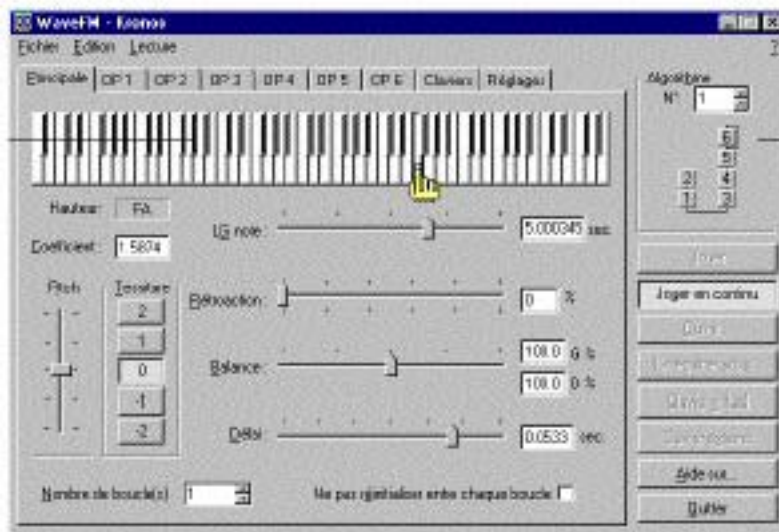 WaveFM - Kronos
Fichier Edition Lecture ?
Principale OP 1 OP 2 OP 3 OP 4 OP 5 OP 6 Claviers Réglages
Algorithme
N° 1
6
5
2 4
1 3
Hauteur: FA
LG note: 5.000345 sec
Coefficient: 1.5874
Jouer
Pitch Tessiture
Jouer en continu
2
Rétroaction: 0 %
1
0
Balance: 100.0 G %
100.0 D %
-1
-2
Délai: 0.0533 sec
Aide sur...
Nombre de boucle(s) 1 Ne pas réinitialiser entre chaque boucle
Quitter